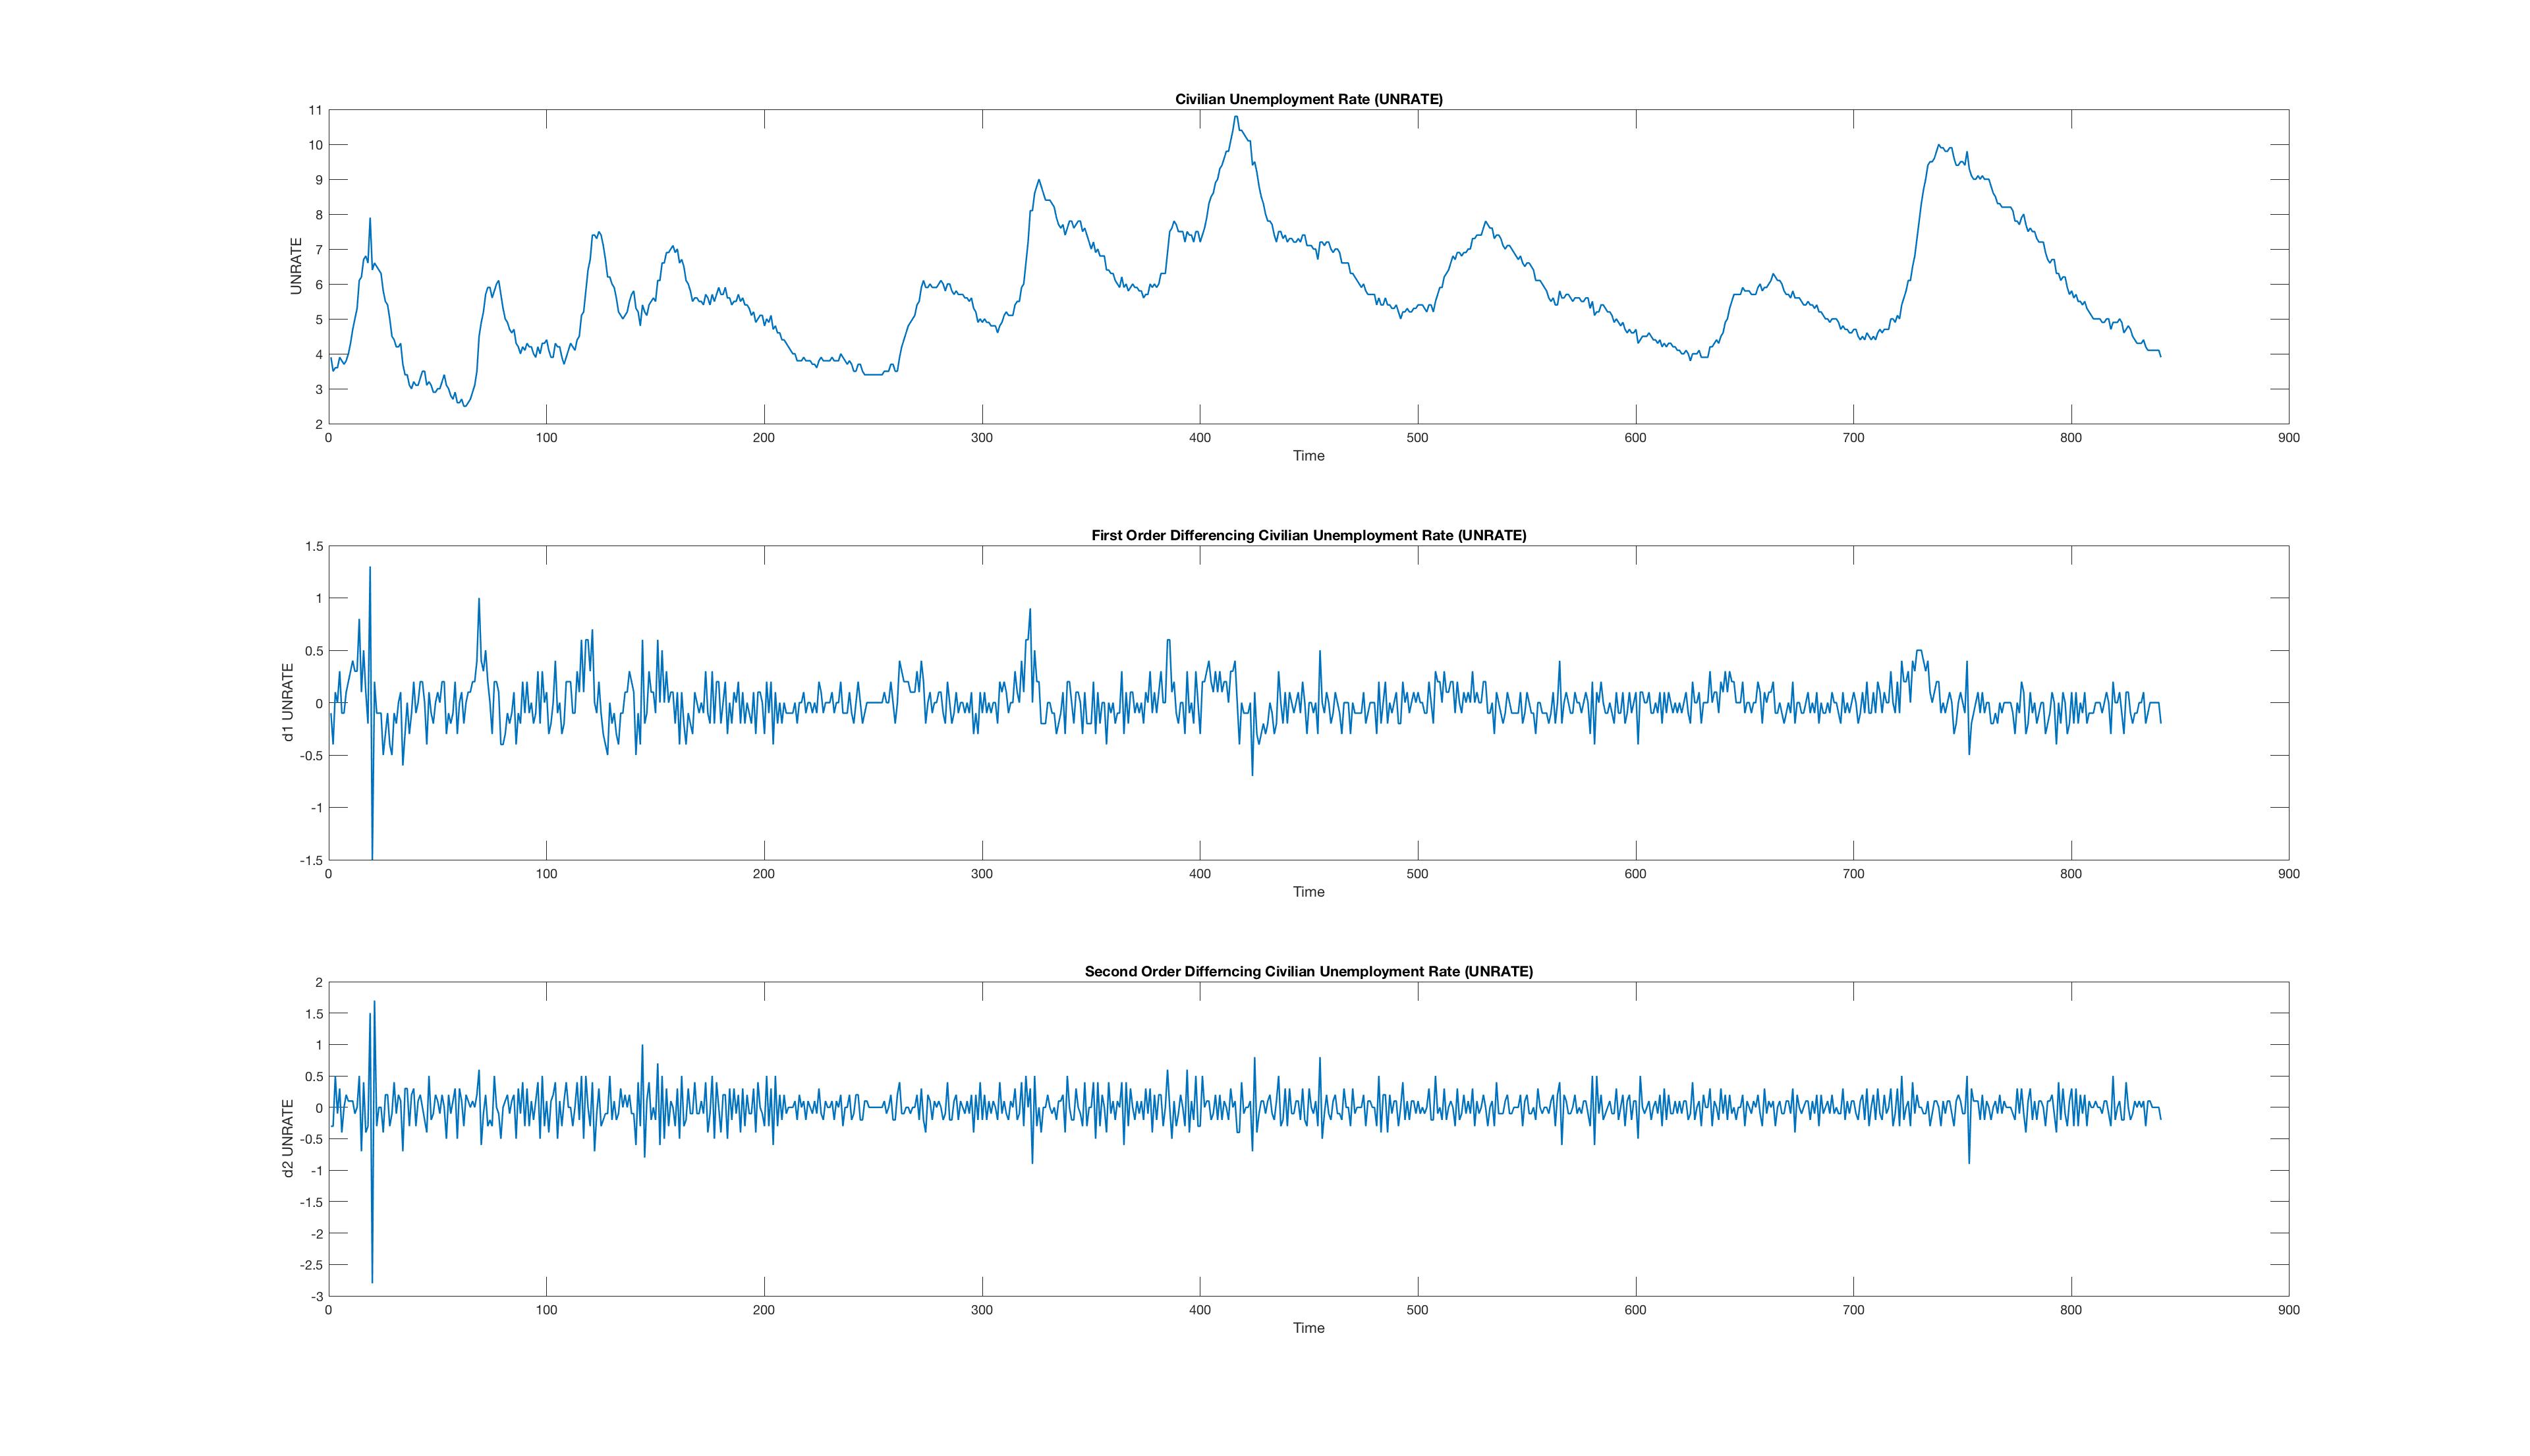 Civilian Unemployment Rate (UNRATE)
11
10
9
8
7
6
5
4
3
2
UNRATE
0 100 200 300 400 500 600 700 800 900
Time
First Order Differencing Civilian Unemployment Rate (UNRATE)
1.5
1
0.5
0
-0.5
-1
-1.5
d1 UNRATE
0 100 200 300 400 500 600 700 800 900
Time
Second Order Differncing Civilian Unemployment Rate (UNRATE)
2
1.5
1
0.5
0
-0.5
-1
-1.5
-2
-2.5
-3
d2 UNRATE
0 100 200 300 400 500 600 700 800 900
Time